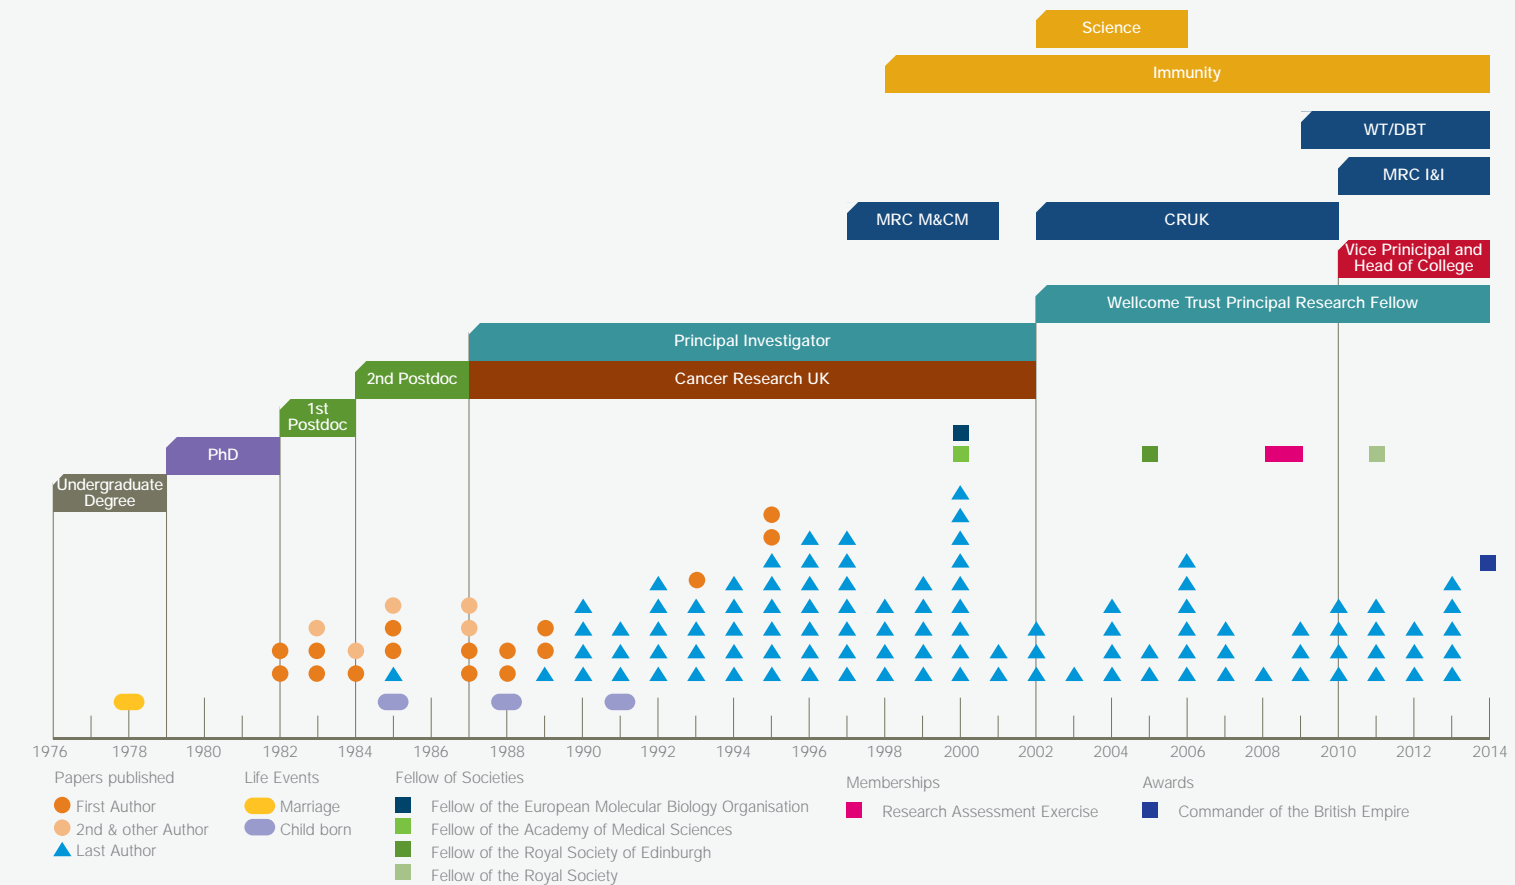 Science
Immunity
WT/DBT
MRC I&I
MRC M&CM
CRUK
Vice Prinicipal and
Head of College
Wellcome Trust Principal Research Fellow
Principal Investigator
2nd Postdoc
Cancer Research UK
1st
Postdoc
PhD
Undergraduate
Degree
1976 1978 1980 1982 1984 1986 1988 1990 1992 1994 1996 1998 2000 2002 2004 2006 2008 2010 2012 2014
Papers published
First Author
2nd & other Author
Last Author
Life Events
Marriage
Child born
Fellow of Societies
Fellow of the European Molecular Biology Organisation
Fellow of the Academy of Medical Sciences
Fellow of the Royal Society of Edinburgh
Fellow of the Royal Society
Memberships
Research Assessment Exercise
Awards
Commander of the British Empire